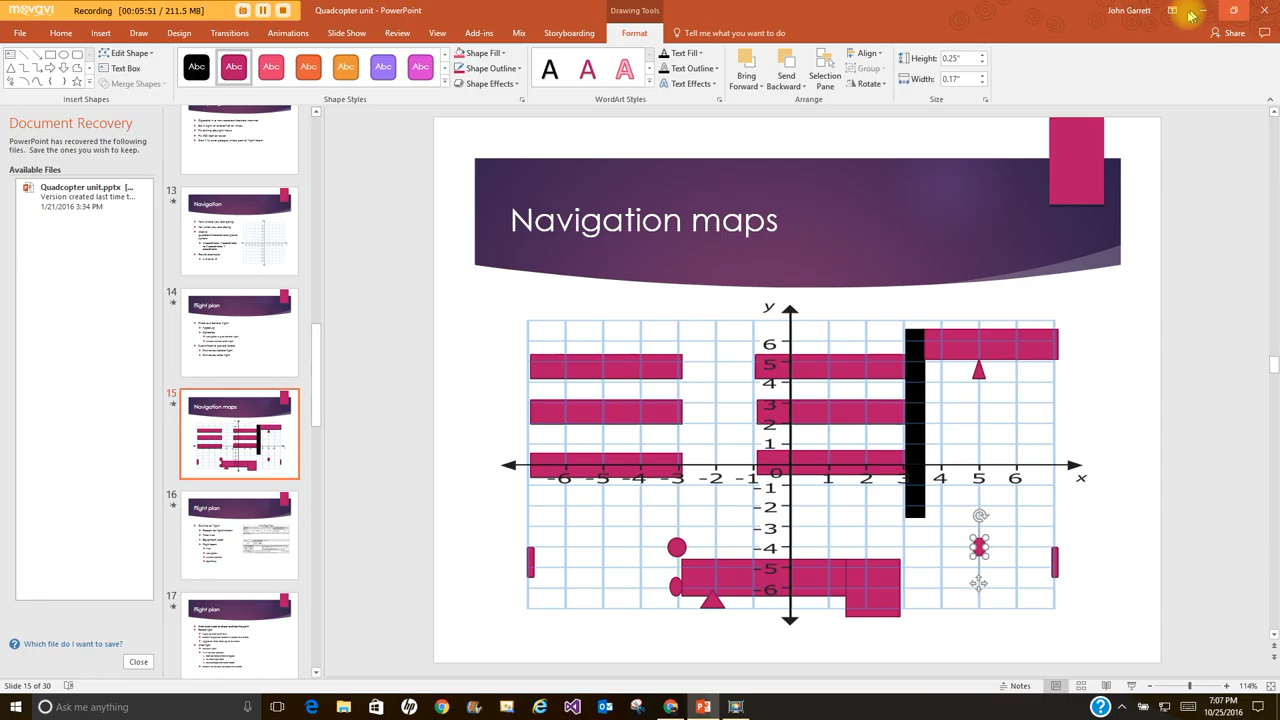 movavi
Recording (00:05:51 / 211.5 MB)
Quadcopter unit - PowerPoint
Drawing Tools
John Garrett
File
Home
Insert
Draw
Design
Transitions
Animations
Slide Show
Review
View
Add-ins
Mix
Storyboarding
Format
Tell me what you want to do
Share
Edit Shape
Text Box
Merge Shapes
Insert Shapes
Abc Abc Abc Abc Abc Abc Abc
Shape Fill
Shape Outline
Shape Effects
Shape Styles
A A A
Text Fill
Text Outline
Text Effects
WordArt Styles
Bring Forward
Send Backward
Selection Pane
Align
Group
Rotate
Arrange
Height: 0.25"
Width: 0.17"
Size
Document Recovery
PowerPoint has recovered the following
files. Save the ones you wish to keep.
Available Files
Quadcopter unit.pptx [...
Version created last time t...
1/21/2016 3:34 PM
Which file do I want to save?
Close
13
Navigation
14
Flight plan
15
Navigation maps
16
Flight plan
17
Flight plan
Navigation maps
y
6
5
4
3
2
1
0
-6 -5 -4 -3 -2 -1 1 2 3 4 5 6 x
-1
-2
-3
-4
-5
-6
Slide 15 of 30
Notes
114%
Ask me anything
7:07 PM
10/25/2016